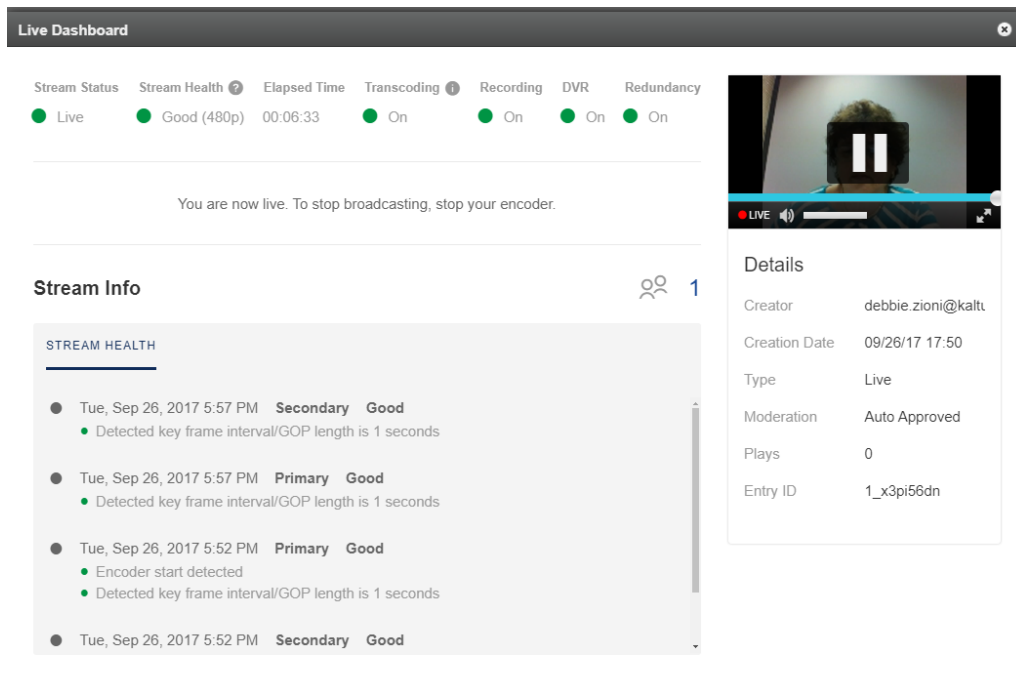 Live Dashboard
Stream Status Stream Health ? Elapsed Time Transcoding i Recording DVR Redundancy
Live Good (480p) 00:06:33 On On On On
You are now live. To stop broadcasting, stop your encoder.
Stream Info 1
STREAM HEALTH
Tue, Sep 26, 2017 5:57 PM Secondary Good
Detected key frame interval/GOP length is 1 seconds
Tue, Sep 26, 2017 5:57 PM Primary Good
Detected key frame interval/GOP length is 1 seconds
Tue, Sep 26, 2017 5:52 PM Primary Good
Encoder start detected
Detected key frame interval/GOP length is 1 seconds
Tue, Sep 26, 2017 5:52 PM Secondary Good
LIVE
Details
Creator debbie.zioni@kaltu
Creation Date 09/26/17 17:50
Type Live
Moderation Auto Approved
Plays 0
Entry ID 1_x3pi56dn